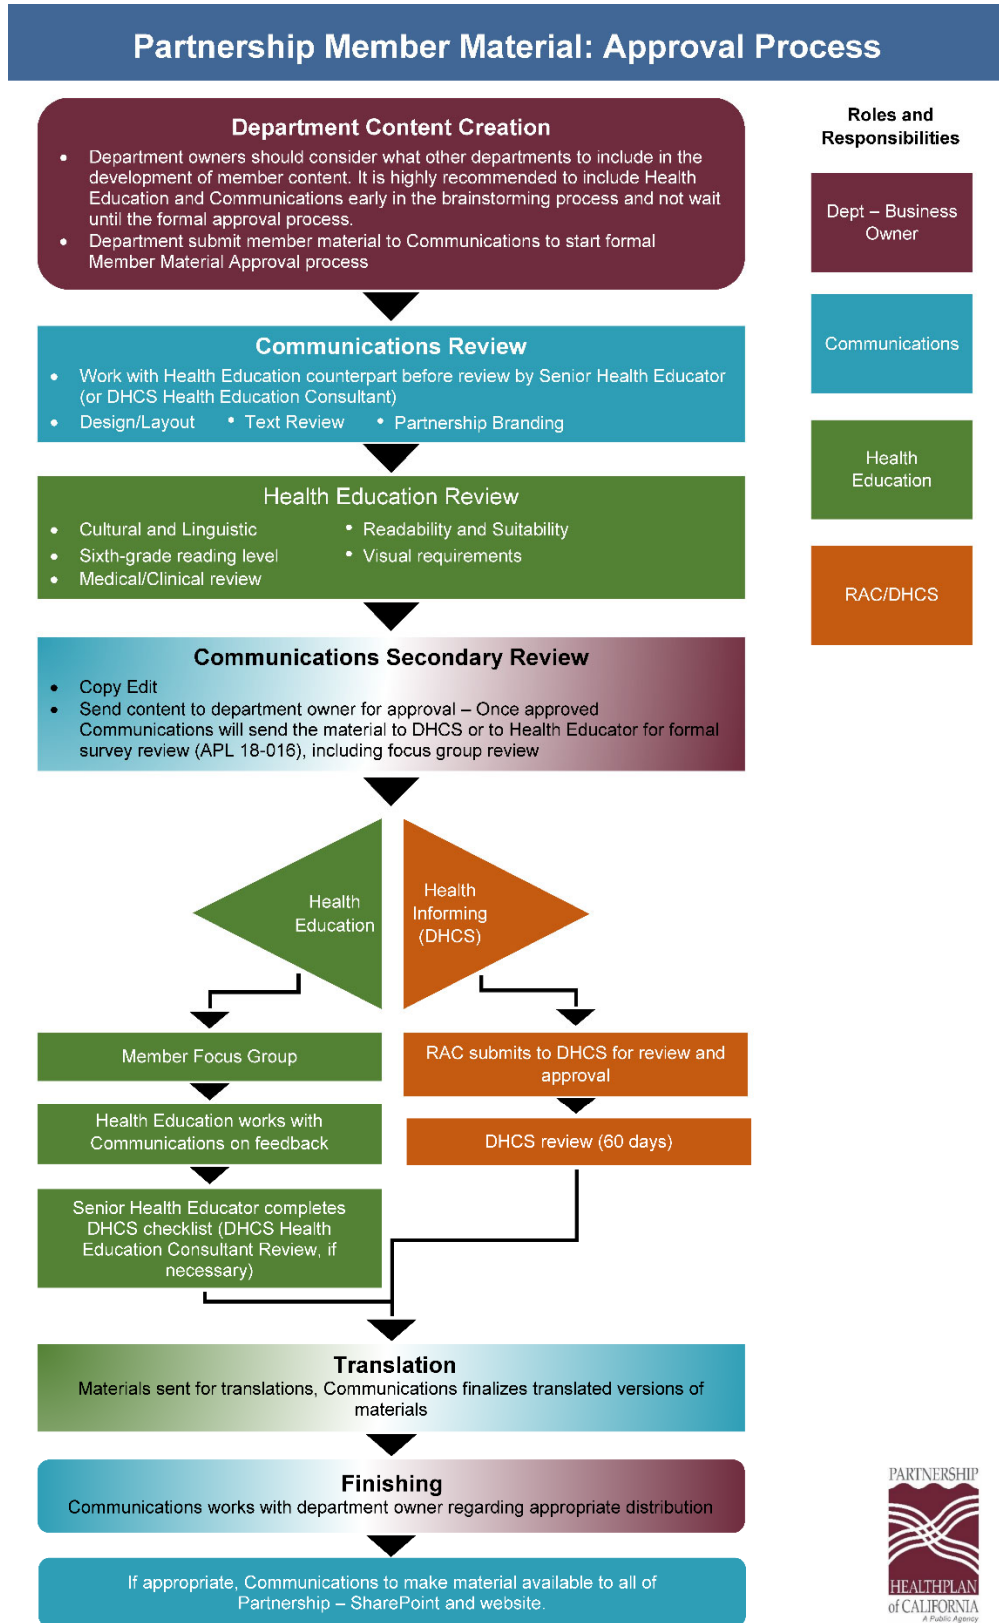 Partnership Member Material: Approval Process
Department Content Creation
• Department owners should consider what other departments to include in the
development of member content. It is highly recommended to include Health
Education and Communications early in the brainstorming process and not wait
until the formal approval process.
• Department submit member material to Communications to start formal
Member Material Approval process
Roles and
Responsibilities
Dept – Business
Owner
Communications
Health
Education
RAC/DHCS
Communications Review
• Work with Health Education counterpart before review by Senior Health Educator
(or DHCS Health Education Consultant)
• Design/Layout • Text Review • Partnership Branding
Health Education Review
• Cultural and Linguistic • Readability and Suitability
• Sixth-grade reading level • Visual requirements
• Medical/Clinical review
Communications Secondary Review
• Copy Edit
• Send content to department owner for approval – Once approved
Communications will send the material to DHCS or to Health Educator for formal
survey review (APL 18-016), including focus group review
Health
Education
Health
Informing
(DHCS)
Member Focus Group
Health Education works with
Communications on feedback
Senior Health Educator completes
DHCS checklist (DHCS Health
Education Consultant Review, if
necessary)
RAC submits to DHCS for review and
approval
DHCS review (60 days)
Translation
Materials sent for translations, Communications finalizes translated versions of
materials
Finishing
Communications works with department owner regarding appropriate distribution
If appropriate, Communications to make material available to all of
Partnership – SharePoint and website.
PARTNERSHIP
HEALTHPLAN
of CALIFORNIA
A Public Agency